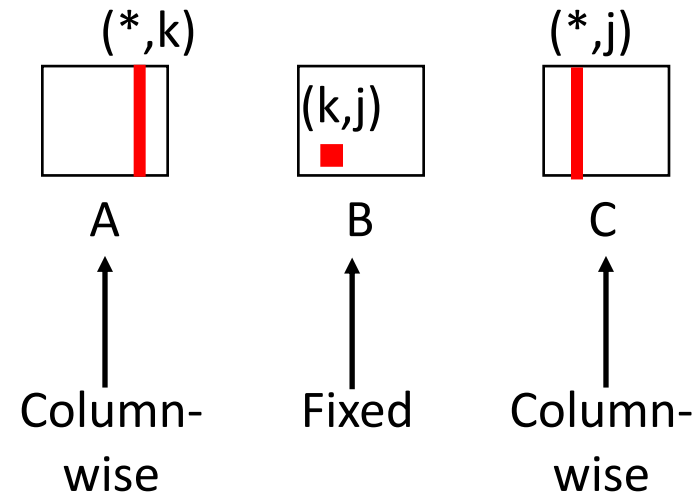 (*,k)
(*,j)
(k,j)
A
B
C
Column-
wise
Fixed
Column-
wise